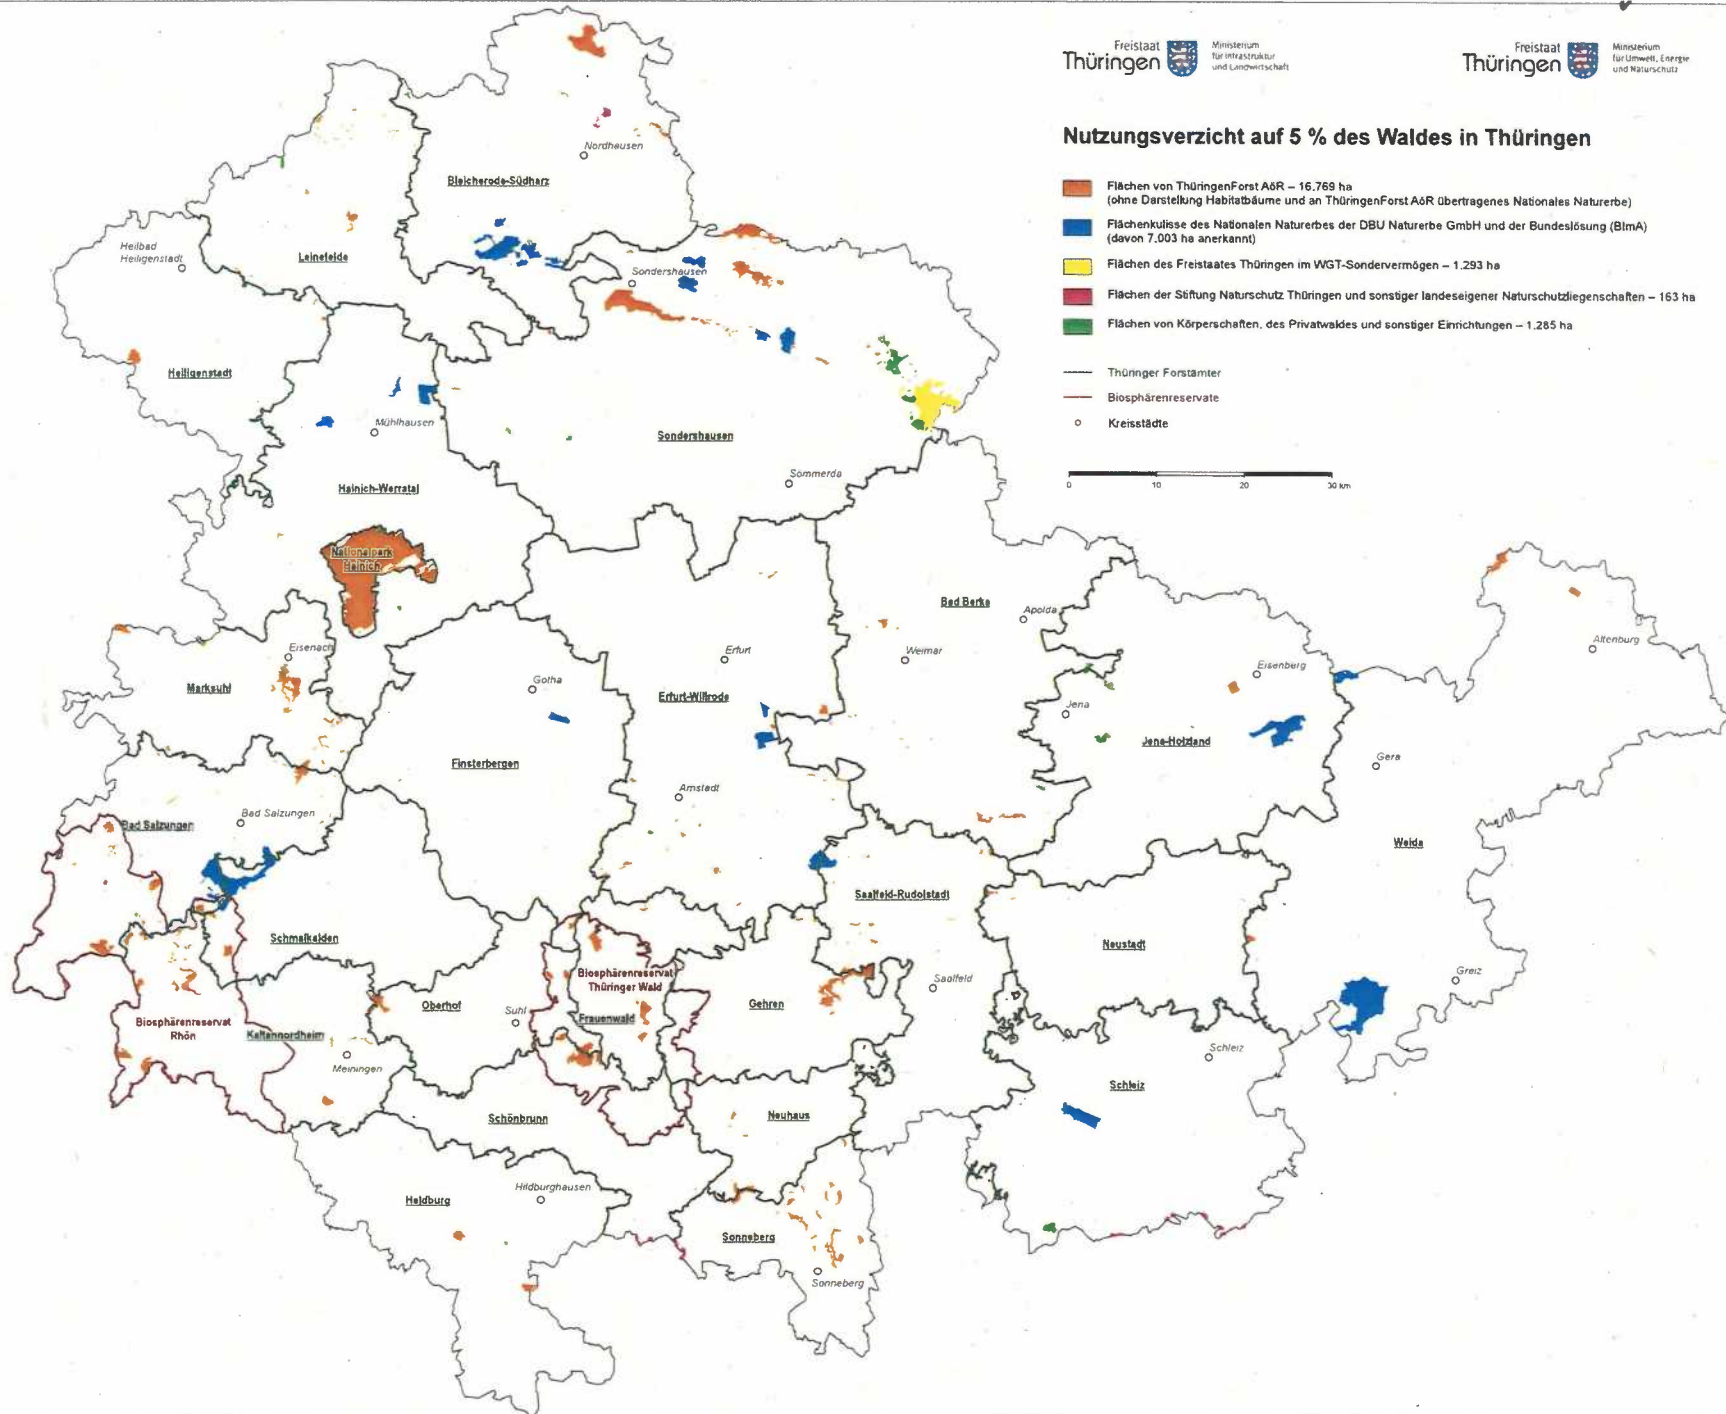 Freistaat
Thüringen
Ministerium
für Infrastruktur
und Landwirtschaft
Freistaat
Thüringen
Ministerium
für Umwelt, Energie
und Naturschutz
Nutzungsverzicht auf 5 % des Waldes in Thüringen
Flächen von ThüringenForst AöR – 16.769 ha
(ohne Darstellung Habitatbäume und an ThüringenForst AöR übertragenes Nationales Naturerbe)
Flächenkulisse des Nationalen Naturerbes der DBU Naturerbe GmbH und der Bundeslösung (BImA)
(davon 7.003 ha anerkannt)
Flächen des Freistaates Thüringen im WGT-Sondervermögen – 1.293 ha
Flächen der Stiftung Naturschutz Thüringen und sonstiger landeseigener Naturschutzliegenschaften – 163 ha
Flächen von Körperschaften, des Privatwaldes und sonstiger Einrichtungen – 1.285 ha
Thüringer Forstämter
Biosphärenreservate
Kreisstädte
0 10 20 30 km
Nordhausen
Bleicherode-Südharz
Heilbad
Heiligenstadt
Leinefelde
Sondershausen
Heiligenstadt
Mühlhausen
Sondershausen
Sömmerda
Hainich-Werratal
Nationalpark
Hainich
Bad Berka
Apolda
Altenburg
Eisenach
Erfurt
Weimar
Eisenberg
Marksuhl
Gotha
Erfurt-Willrode
Jena
Jena-Holzland
Finsterbergen
Gera
Arnstadt
Bad Salzungen
Bad Salzungen
Weida
Saalfeld-Rudolstadt
Schmalkalden
Neustadt
Biosphärenreservat
Thüringer Wald
Saalfeld
Greiz
Oberhof
Gehren
Suhl
Frauenwald
Biosphärenreservat
Rhön
Kaltennordheim
Schleiz
Meiningen
Schleiz
Schönbrunn
Neuhaus
Hildburghausen
Heldburg
Sonneberg
Sonneberg